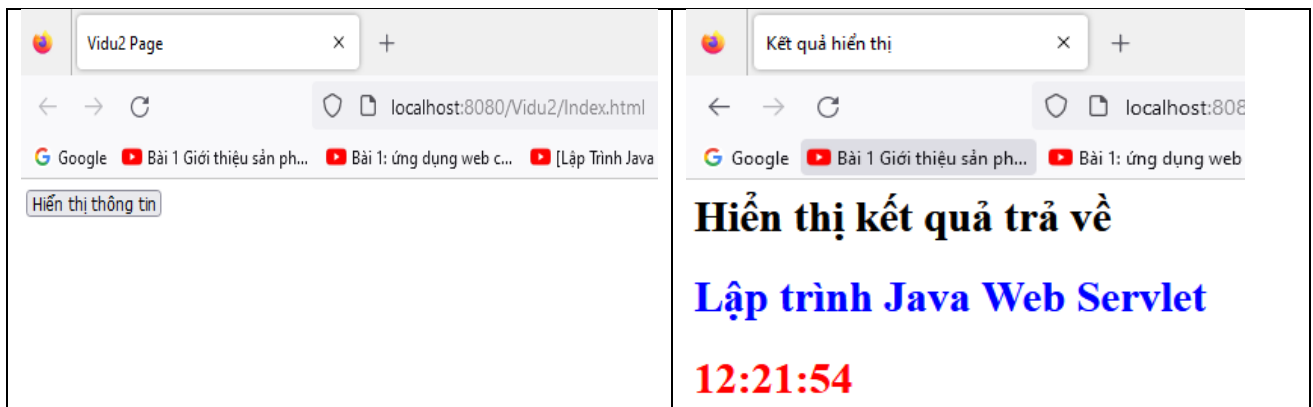 Vidu2 Page
localhost:8080/Vidu2/Index.html
Google Bài 1 Giới thiệu sản ph... Bài 1: ứng dụng web c... [Lập Trình Java
Hiển thị thông tin
Kết quả hiển thị
localhost:808
Google Bài 1 Giới thiệu sản ph... Bài 1: ứng dụng web
Hiển thị kết quả trả về
Lập trình Java Web Servlet
12:21:54